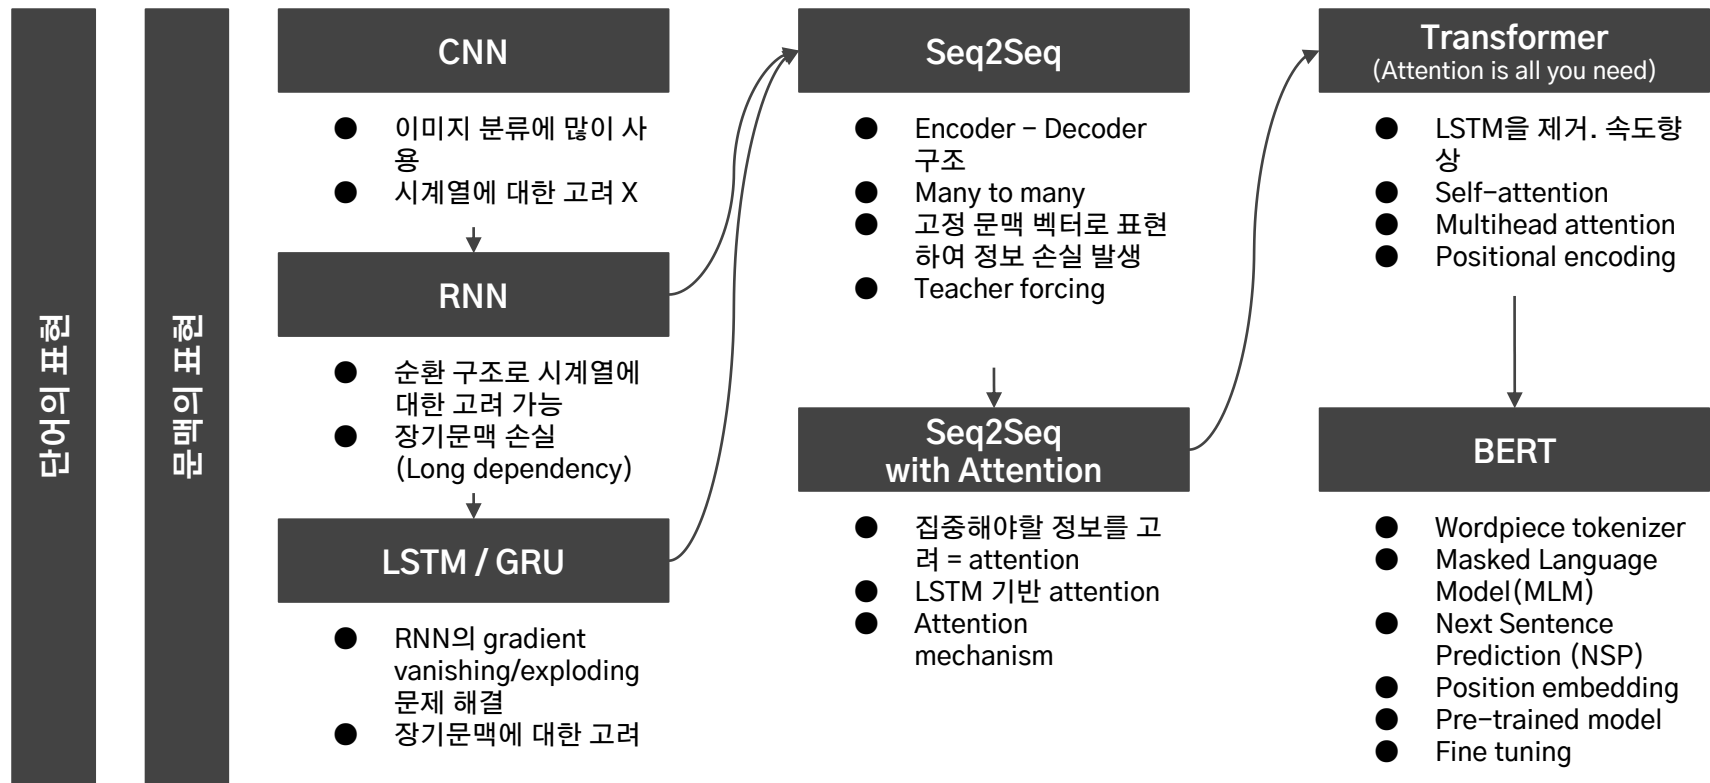 단어의 표현
문맥의 표현
CNN
● 이미지 분류에 많이 사
용
● 시계열에 대한 고려 X
RNN
● 순환 구조로 시계열에
대한 고려 가능
● 장기문맥 손실
(Long dependency)
LSTM / GRU
● RNN의 gradient
vanishing/exploding
문제 해결
● 장기문맥에 대한 고려
Seq2Seq
● Encoder – Decoder
구조
● Many to many
● 고정 문맥 벡터로 표현
하여 정보 손실 발생
● Teacher forcing
Seq2Seq
with Attention
● 집중해야할 정보를 고
려 = attention
● LSTM 기반 attention
● Attention
mechanism
Transformer
(Attention is all you need)
● LSTM을 제거. 속도향
상
● Self-attention
● Multihead attention
● Positional encoding
BERT
● Wordpiece tokenizer
● Masked Language
Model(MLM)
● Next Sentence
Prediction (NSP)
● Position embedding
● Pre-trained model
● Fine tuning